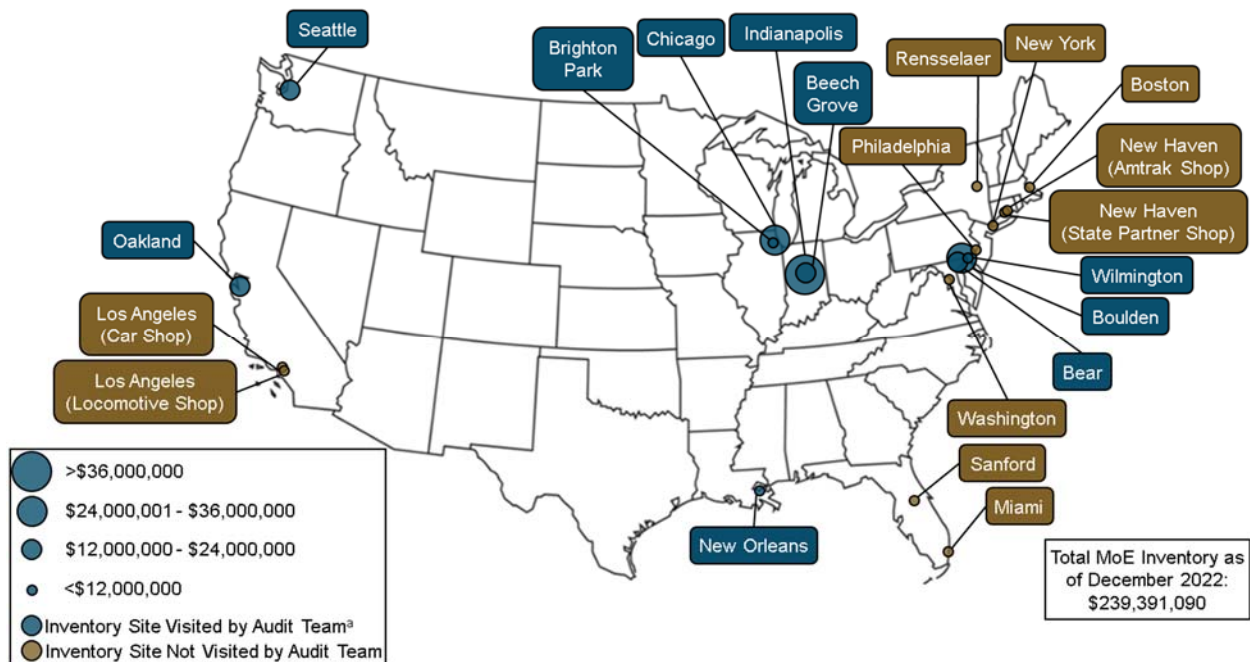 Seattle
Brighton
Park
Chicago
Indianapolis
Beech
Grove
Rensselaer
New York
Boston
Philadelphia
New Haven
(Amtrak Shop)
New Haven
(State Partner Shop)
Oakland
Wilmington
Boulden
Bear
Los Angeles
(Car Shop)
Los Angeles
(Locomotive Shop)
Washington
Sanford
Miami
New Orleans
>$36,000,000
$24,000,001 - $36,000,000
$12,000,000 - $24,000,000
<$12,000,000
Inventory Site Visited by Audit Teamᵃ
Inventory Site Not Visited by Audit Team
Total MoE Inventory as
of December 2022:
$239,391,090